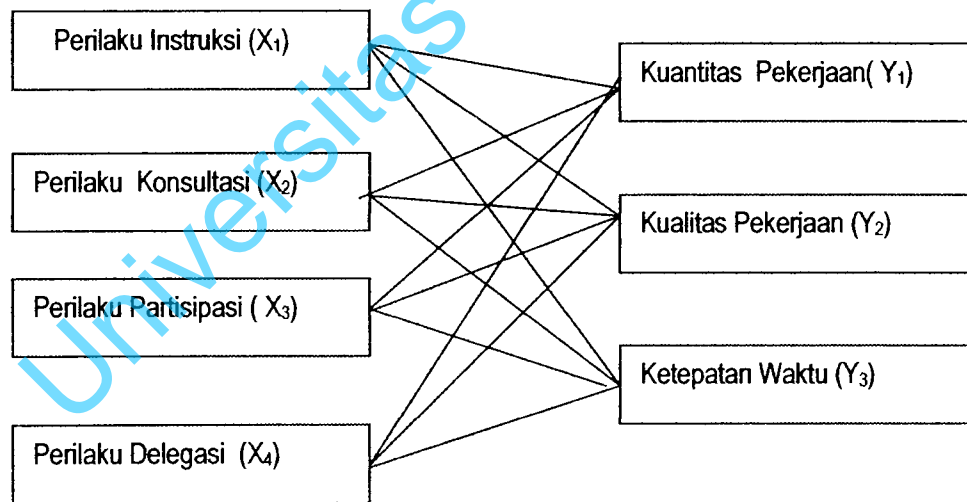 Perilaku Instruksi (X₁)
Perilaku Konsultasi (X₂)
Perilaku Partisipasi ( X₃)
Perilaku Delegasi (X₄)
Kuantitas Pekerjaan( Y₁)
Kualitas Pekerjaan (Y₂)
Ketepatan Waktu (Y₃)
Universitas